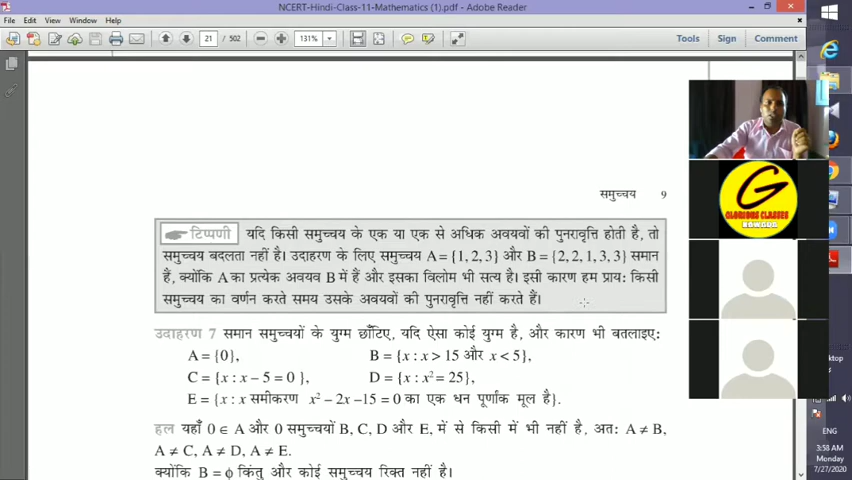 NCERT-Hindi-Class-11-Mathematics (1).pdf - Adobe Reader
File Edit View Window Help
21 / 502
131%
Tools
Sign
Comment
समुच्चय 9
टिप्पणी यदि किसी समुच्चय के एक या एक से अधिक अवयवों की पुनरावृत्ति होती है, तो
समुच्चय बदलता नहीं है। उदाहरण के लिए समुच्चय A = {1, 2, 3} और B = {2, 2, 1, 3, 3} समान
हैं, क्योंकि A का प्रत्येक अवयव B में हैं और इसका विलोम भी सत्य है। इसी कारण हम प्राय: किसी
समुच्चय का वर्णन करते समय उसके अवयवों की पुनरावृत्ति नहीं करते हैं।
उदाहरण 7 समान समुच्चयों के युग्म छाँटिए, यदि ऐसा कोई युग्म है, और कारण भी बतलाइए:
A = {0}, B = {x : x > 15 और x < 5},
C = {x : x – 5 = 0 }, D = {x : x² = 25},
E = {x : x समीकरण x² – 2x –15 = 0 का एक धन पूर्णांक मूल है}.
हल यहाँ 0 ∈ A और 0 समुच्चयों B, C, D और E, में से किसी में भी नहीं है, अत: A ≠ B,
A ≠ C, A ≠ D, A ≠ E.
क्योंकि B = ϕ किंतु और कोई समुच्चय रिक्त नहीं है।
G
GLORIOUS CLASSES
HOWGRA
ENG
3:58 AM
Monday
7/27/2020